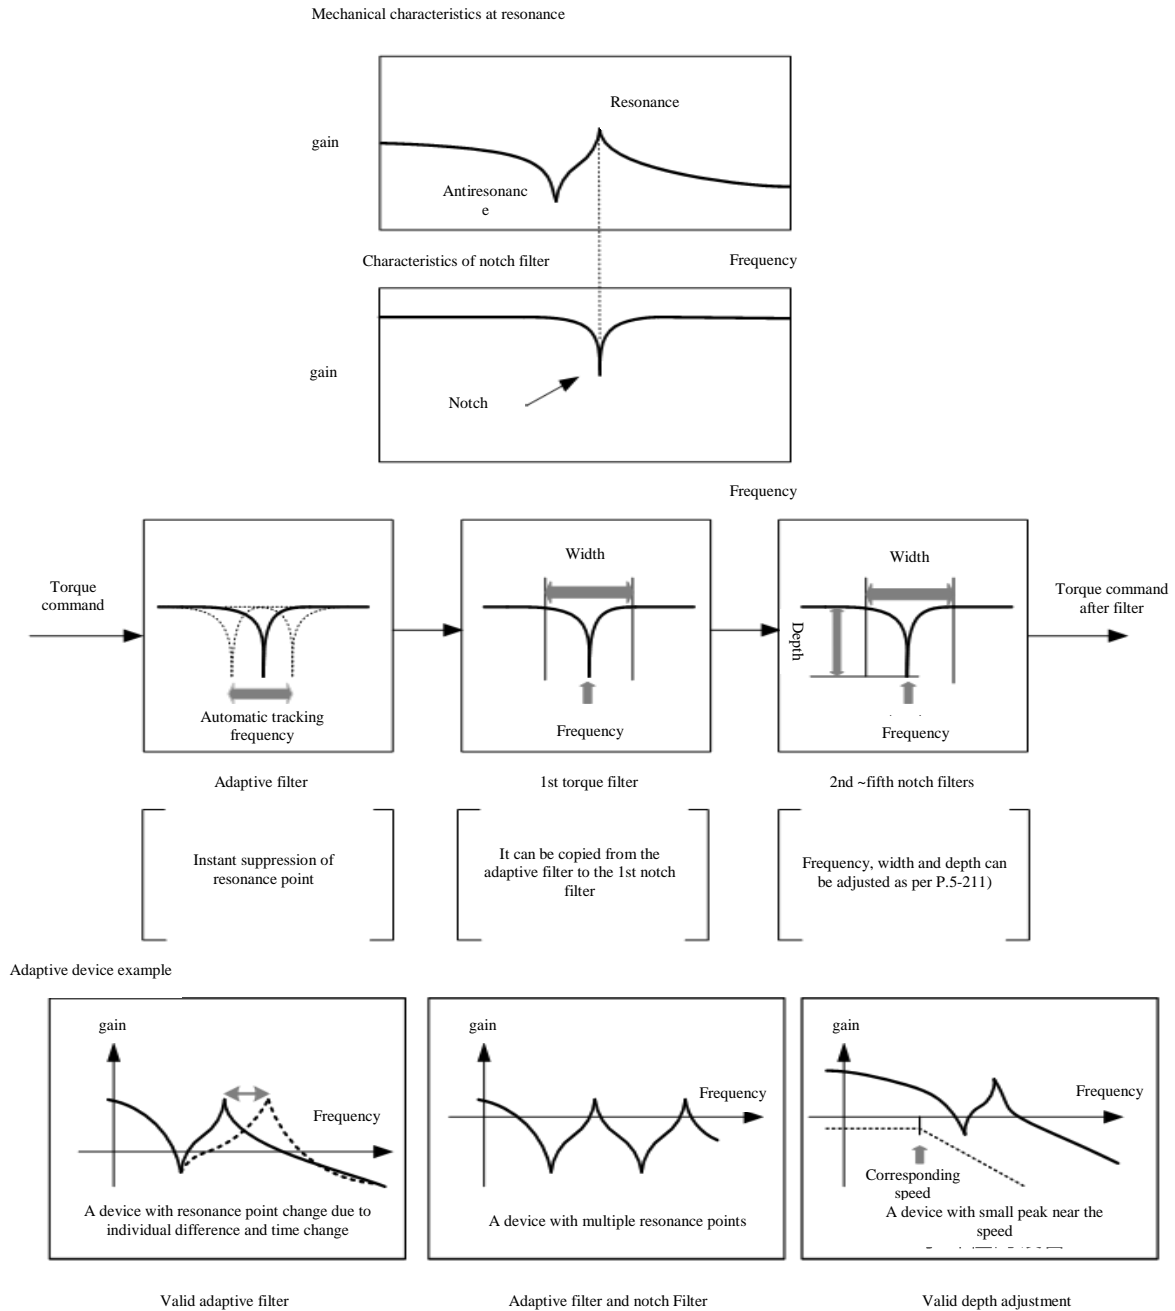 Mechanical characteristics at resonance
Resonance
gain
Antiresonanc
e
Characteristics of notch filter
Frequency
gain
Notch
Frequency
Torque
command
Automatic tracking
frequency
Width
Frequency
Width
Depth
Frequency
Torque command
after filter
Adaptive filter
1st torque filter
2nd ~fifth notch filters
Instant suppression of
resonance point
It can be copied from the
adaptive filter to the 1st notch
filter
Frequency, width and depth can
be adjusted as per P.5-211)
Adaptive device example
gain
Frequency
A device with resonance point change due to
individual difference and time change
gain
Frequency
A device with multiple resonance points
gain
Frequency
Corresponding
speed
A device with small peak near the
speed
Valid adaptive filter
Adaptive filter and notch Filter
Valid depth adjustment